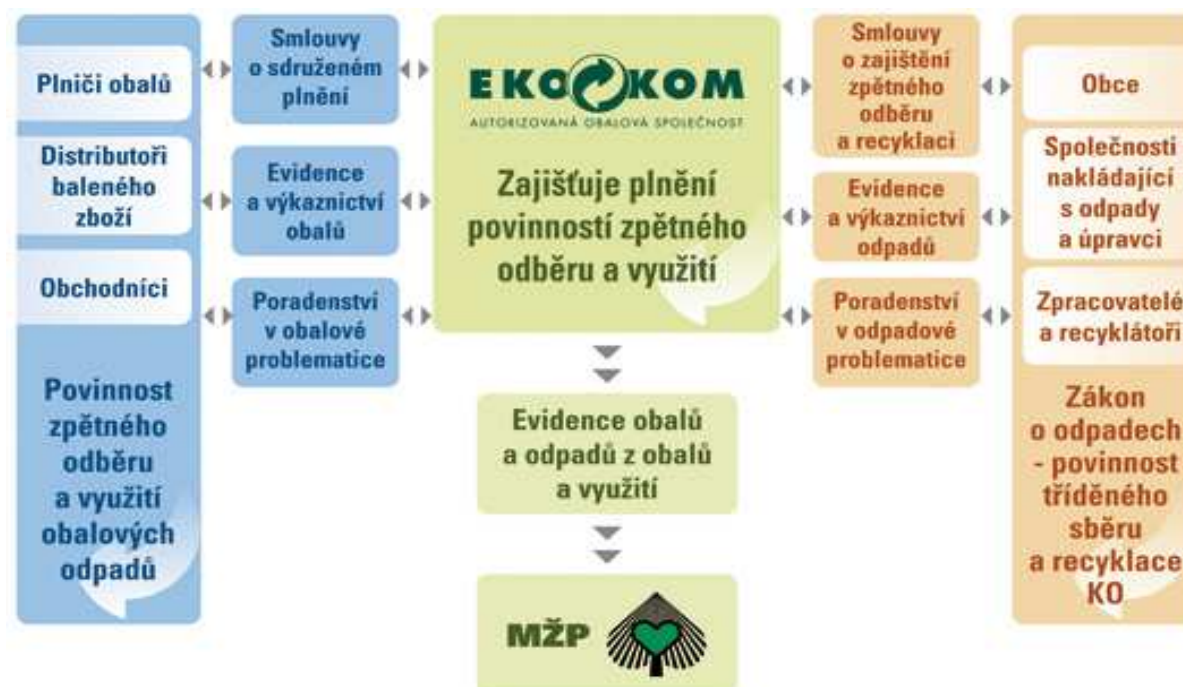 Plniči obalů
Distributoři
baleného
zboží
Obchodníci
Povinnost
zpětného
odběru
a využití
obalových
odpadů
Smlouvy
o sdruženém
plnění
Evidence
a výkaznictví
obalů
Poradenství
v obalové
problematice
EKO KOM
AUTORIZOVANÁ OBALOVÁ SPOLEČNOST
Zajišťuje plnění
povinností zpětného
odběru a využití
Evidence obalů
a odpadů z obalů
a využití
MŽP
Smlouvy
o zajištění
zpětného
odběru
a recyklaci
Evidence
a výkaznictví
odpadů
Poradenství
v odpadové
problematice
Obce
Společnosti
nakládající
s odpady
a úpravci
Zpracovatelé
a recyklátoři
Zákon
o odpadech
- povinnost
tříděného
sběru
a recyklace
KO